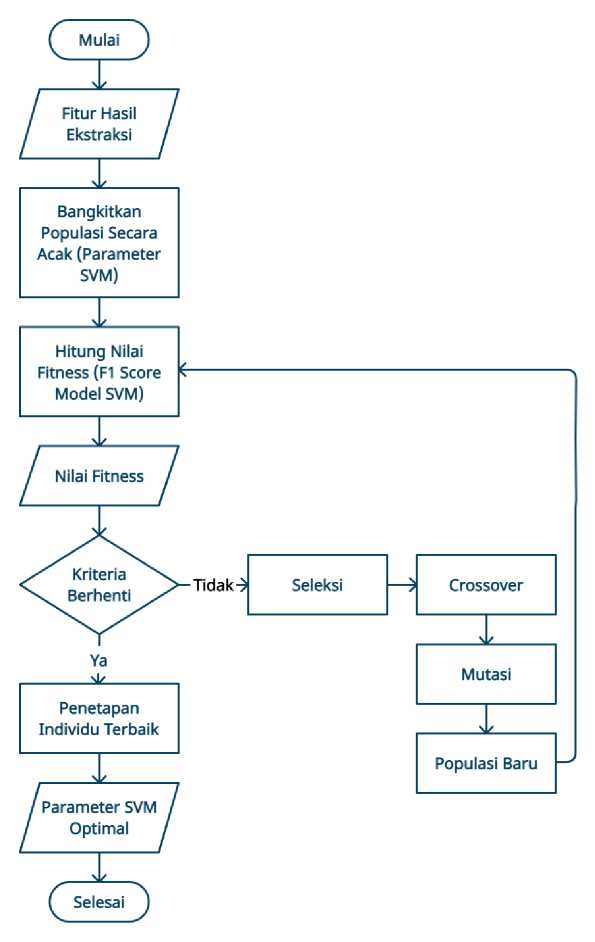 Mulai
Fitur Hasil
Ekstraksi
Bangkitkan
Populasi Secara
Acak (Parameter
SVM)
Hitung Nilai
Fitness (F1 Score
Model SVM)
Nilai Fitness
Kriteria
Berhenti
Tidak
Seleksi
Crossover
Mutasi
Populasi Baru
Ya
Penetapan
Individu Terbaik
Parameter SVM
Optimal
Selesai